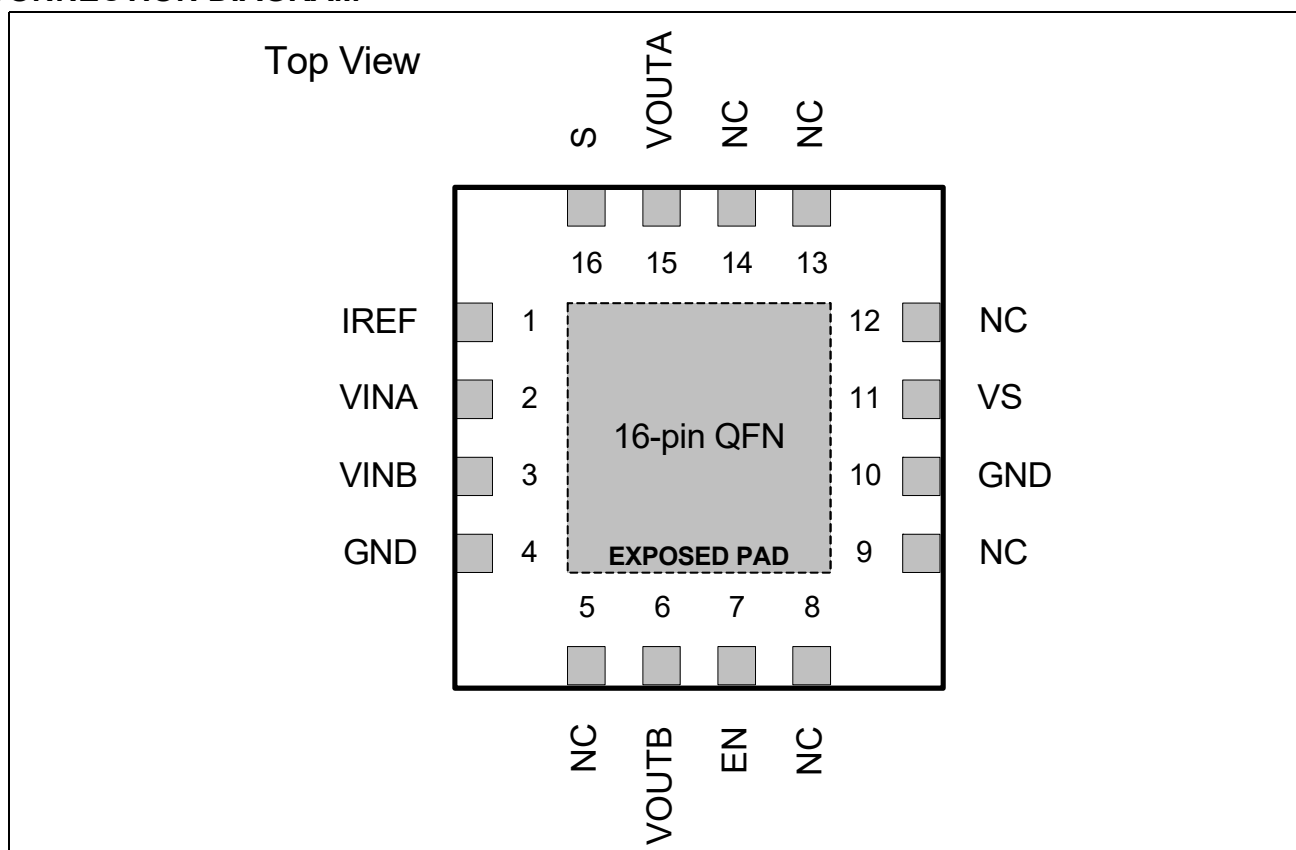 CONNECTION DIAGRAM
Top View
S
VOUTA
NC
NC
16
15
14
13
IREF
1
12
NC
VINA
2
11
VS
16-pin QFN
VINB
3
10
GND
GND
4
EXPOSED PAD
9
NC
5
6
7
8
NC
VOUTB
EN
NC